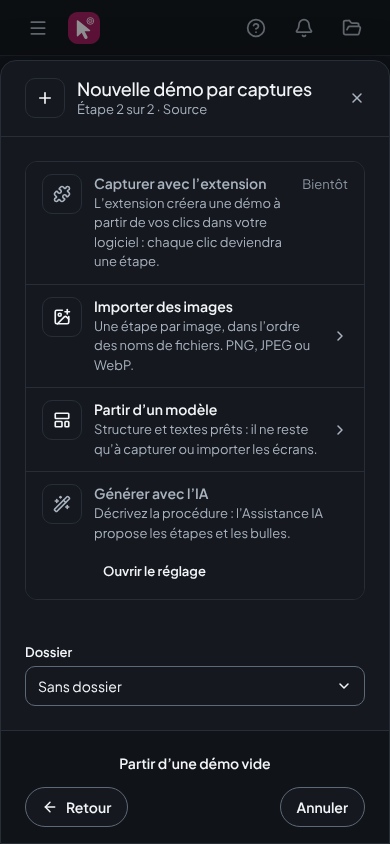 Nouvelle démo par captures
Étape 2 sur 2 · Source
Capturer avec l’extension
Bientôt
L’extension créera une démo à
partir de vos clics dans votre
logiciel : chaque clic deviendra
une étape.
Importer des images
Une étape par image, dans l’ordre
des noms de fichiers. PNG, JPEG ou
WebP.
Partir d’un modèle
Structure et textes prêts : il ne reste
qu’à capturer ou importer les écrans.
Générer avec l’IA
Décrivez la procédure : l’Assistance IA
propose les étapes et les bulles.
Ouvrir le réglage
Dossier
Sans dossier
Partir d’une démo vide
Retour
Annuler